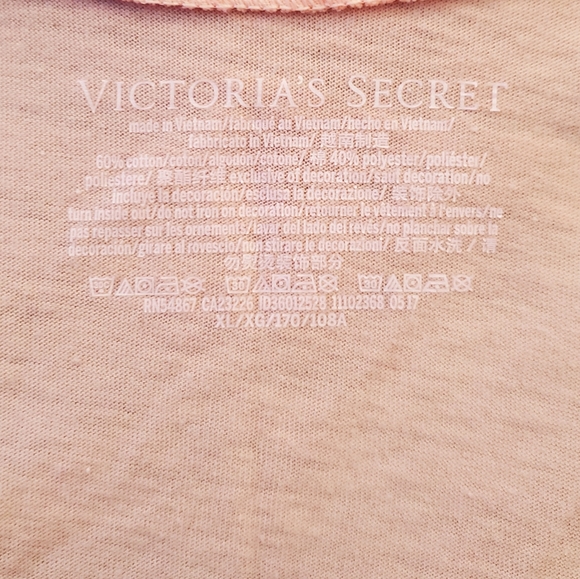 VICTORIA'S SECRET
made in Vietnam/fabriqué au Vietnam/hecho en Vietnam/
fabbricato in Vietnam/ 越南制造
60% cotton/coton/algodón/cotone/ 棉 40% polyester/poliéster/
poliestere/ 聚酯纤维 exclusive of decoration/sauf décoration/no
incluye la decoración/esclusa la decorazione/ 装饰除外
turn inside out/do not iron on decoration/retourner le vêtement à l'envers/ne
pas repasser sur les ornements/lavar del lado del revés/no planchar sobre la
decoración/girare al rovescio/non stirare le decorazioni/ 反面水洗 / 请
勿熨烫装饰部分
RN54867 CA23226 ID36012528 11102368 0517
XL/XG/170/108A